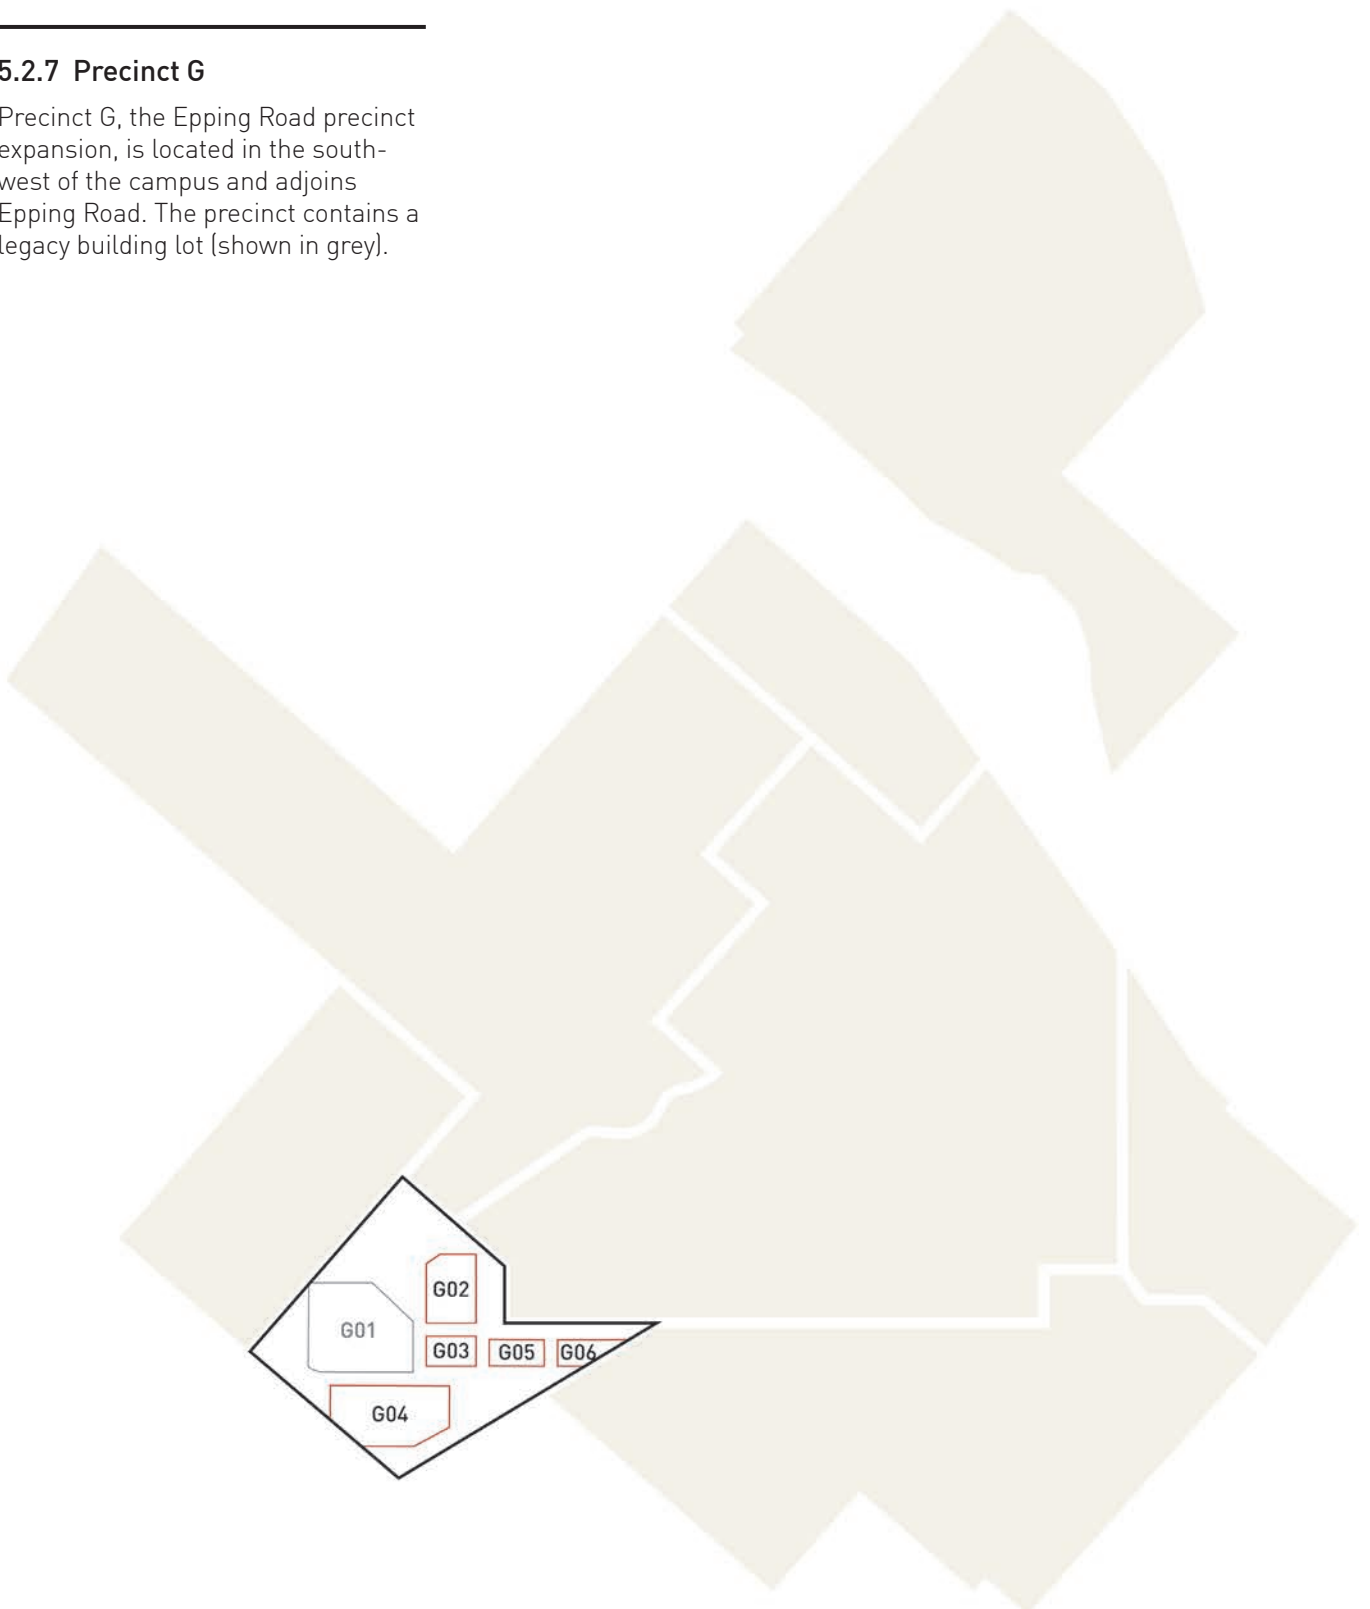 5.2.7 Precinct G
Precinct G, the Epping Road precinct
expansion, is located in the south-
west of the campus and adjoins
Epping Road. The precinct contains a
legacy building lot (shown in grey).
G02
G01
G03
G05
G06
G04